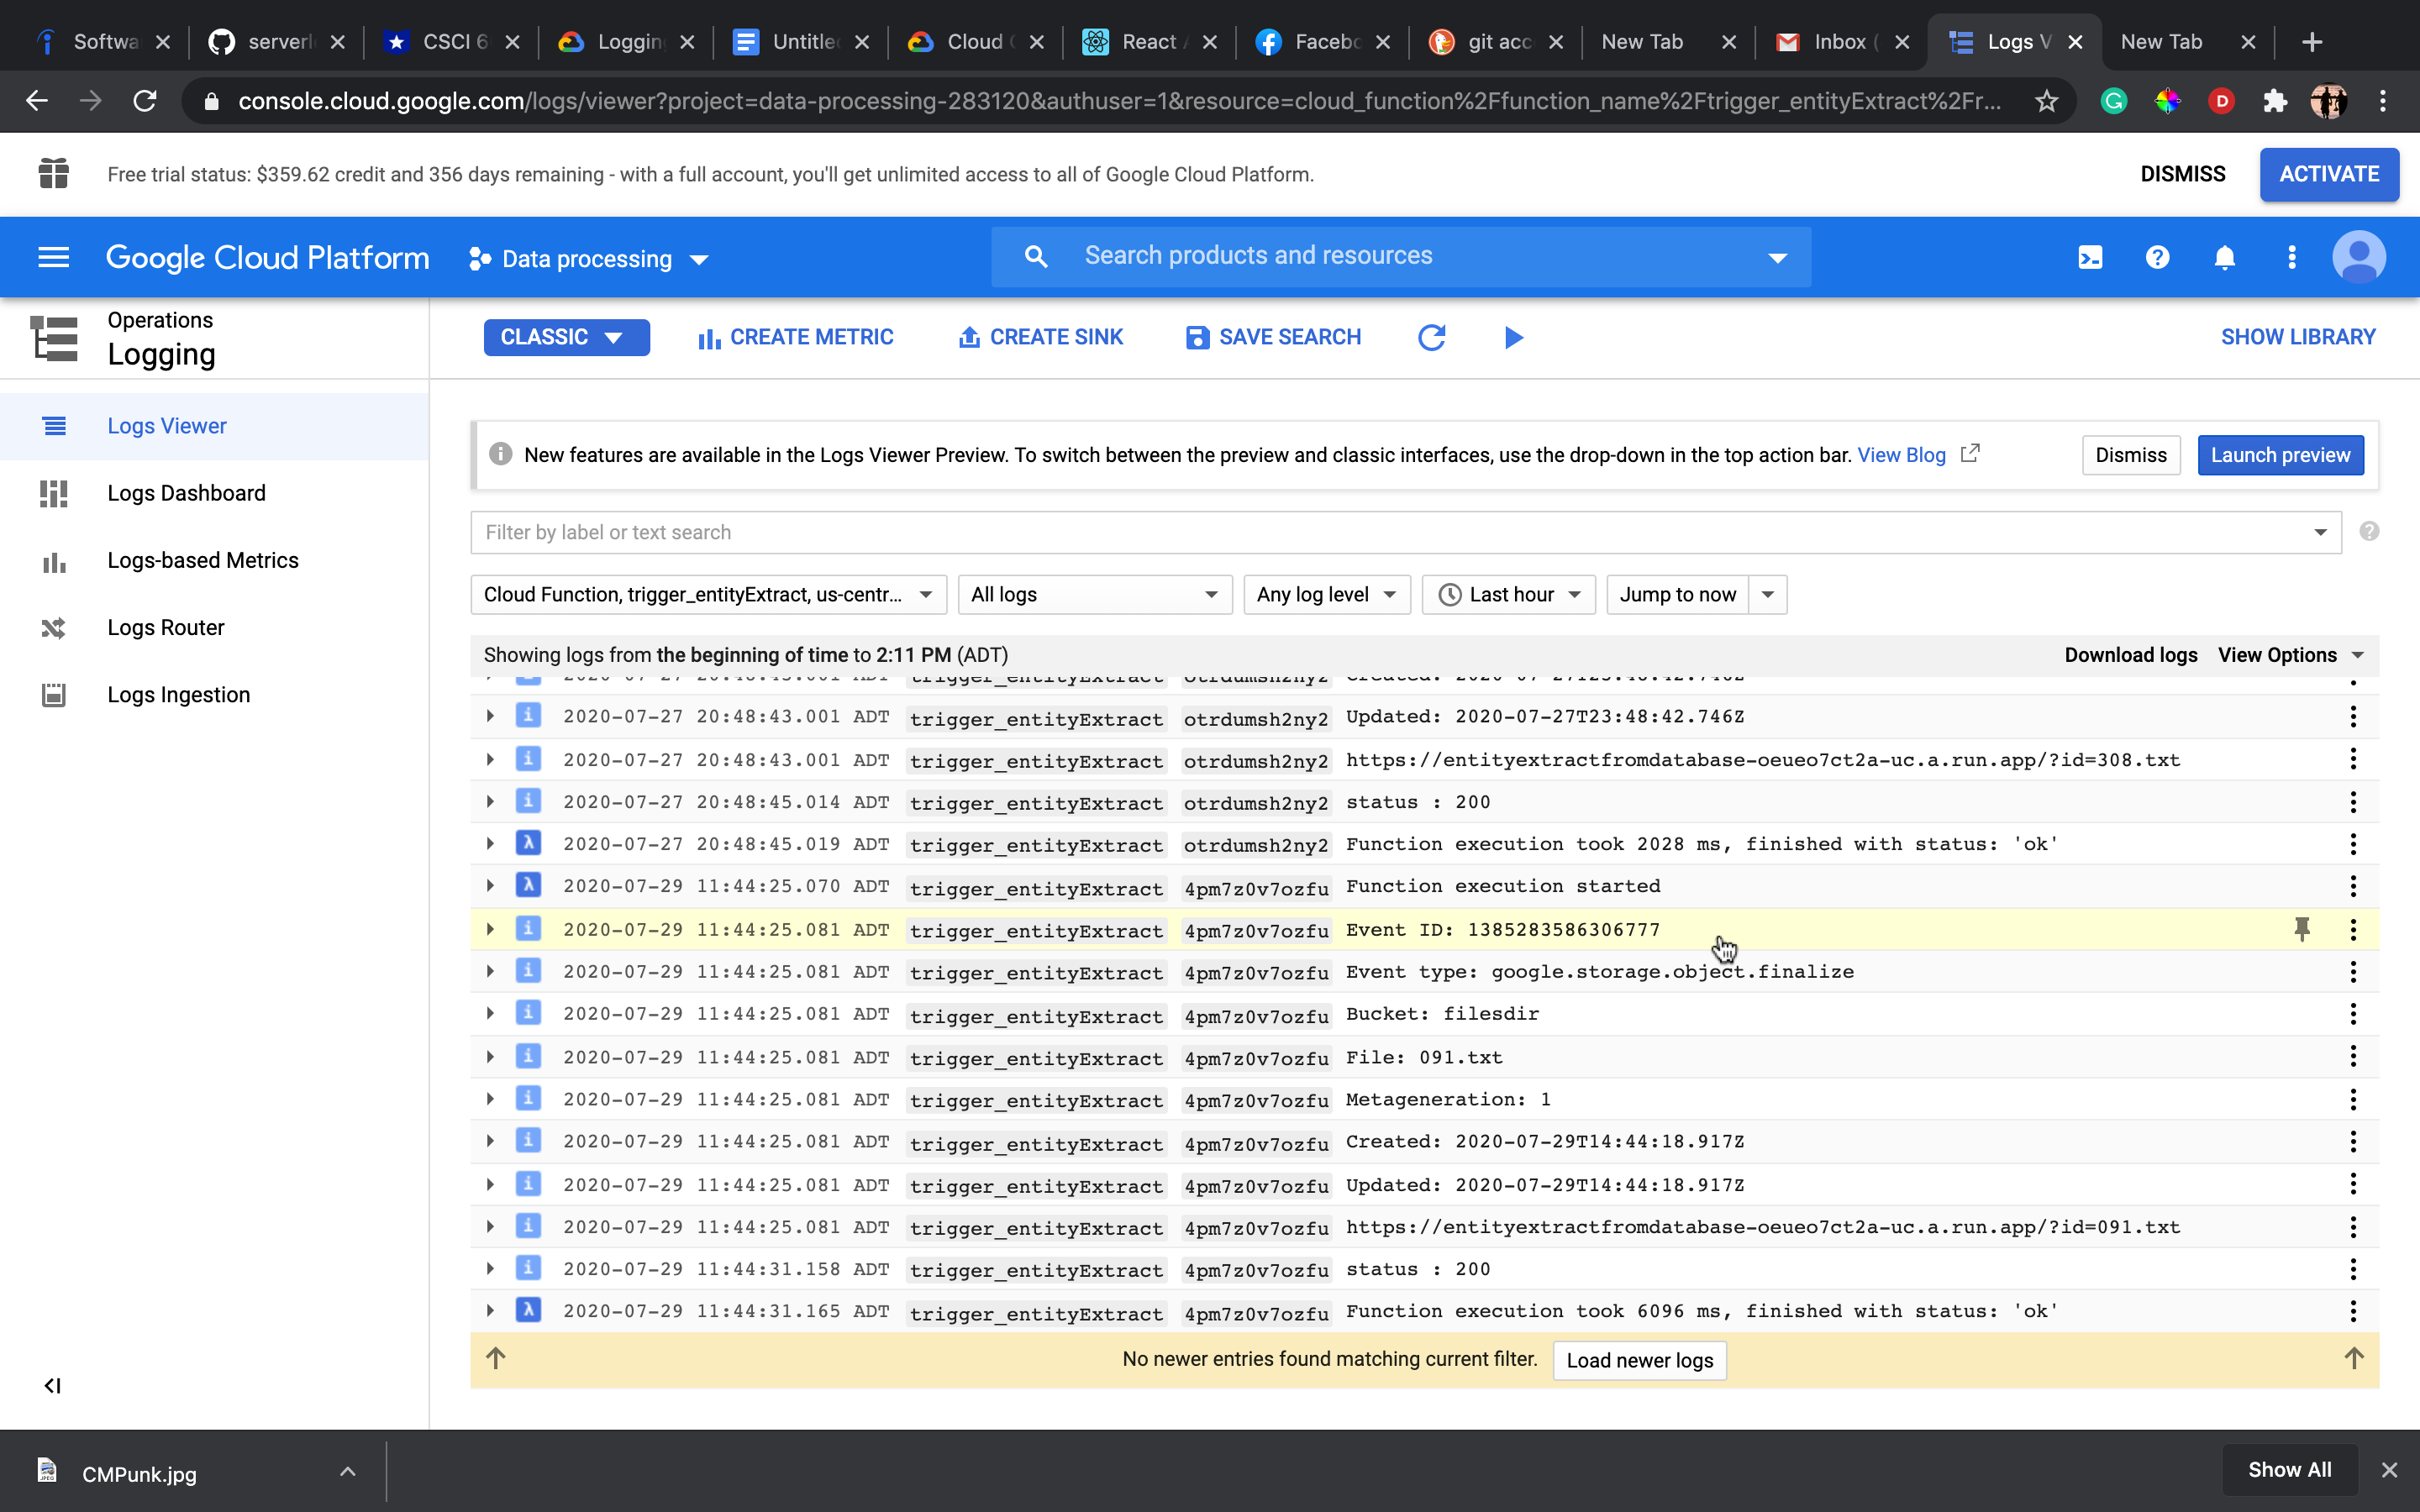 Softwa
serverl
CSCI 6
Loggin
Untitle
Cloud
React
Facebo
git acc
New Tab
Inbox (
Logs V
New Tab
console.cloud.google.com/logs/viewer?project=data-processing-283120&authuser=1&resource=cloud_function%2Ffunction_name%2Ftrigger_entityExtract%2Fr...
Free trial status: $359.62 credit and 356 days remaining - with a full account, you'll get unlimited access to all of Google Cloud Platform.
DISMISS
ACTIVATE
Google Cloud Platform
Data processing
Search products and resources
Operations
Logging
CLASSIC
CREATE METRIC
CREATE SINK
SAVE SEARCH
SHOW LIBRARY
Logs Viewer
Logs Dashboard
Logs-based Metrics
Logs Router
Logs Ingestion
New features are available in the Logs Viewer Preview. To switch between the preview and classic interfaces, use the drop-down in the top action bar. View Blog
Dismiss
Launch preview
Filter by label or text search
Cloud Function, trigger_entityExtract, us-centr...
All logs
Any log level
Last hour
Jump to now
Showing logs from the beginning of time to 2:11 PM (ADT)
Download logs
View Options
2020-07-27 20:48:43.001 ADT trigger_entityExtract otrdumsh2ny2 Created: 2020-07-27T23:48:42.746Z
2020-07-27 20:48:43.001 ADT trigger_entityExtract otrdumsh2ny2 Updated: 2020-07-27T23:48:42.746Z
2020-07-27 20:48:43.001 ADT trigger_entityExtract otrdumsh2ny2 https://entityextractfromdatabase-oeueo7ct2a-uc.a.run.app/?id=308.txt
2020-07-27 20:48:45.014 ADT trigger_entityExtract otrdumsh2ny2 status : 200
2020-07-27 20:48:45.019 ADT trigger_entityExtract otrdumsh2ny2 Function execution took 2028 ms, finished with status: 'ok'
2020-07-29 11:44:25.070 ADT trigger_entityExtract 4pm7z0v7ozfu Function execution started
2020-07-29 11:44:25.081 ADT trigger_entityExtract 4pm7z0v7ozfu Event ID: 1385283586306777
2020-07-29 11:44:25.081 ADT trigger_entityExtract 4pm7z0v7ozfu Event type: google.storage.object.finalize
2020-07-29 11:44:25.081 ADT trigger_entityExtract 4pm7z0v7ozfu Bucket: filesdir
2020-07-29 11:44:25.081 ADT trigger_entityExtract 4pm7z0v7ozfu File: 091.txt
2020-07-29 11:44:25.081 ADT trigger_entityExtract 4pm7z0v7ozfu Metageneration: 1
2020-07-29 11:44:25.081 ADT trigger_entityExtract 4pm7z0v7ozfu Created: 2020-07-29T14:44:18.917Z
2020-07-29 11:44:25.081 ADT trigger_entityExtract 4pm7z0v7ozfu Updated: 2020-07-29T14:44:18.917Z
2020-07-29 11:44:25.081 ADT trigger_entityExtract 4pm7z0v7ozfu https://entityextractfromdatabase-oeueo7ct2a-uc.a.run.app/?id=091.txt
2020-07-29 11:44:31.158 ADT trigger_entityExtract 4pm7z0v7ozfu status : 200
2020-07-29 11:44:31.165 ADT trigger_entityExtract 4pm7z0v7ozfu Function execution took 6096 ms, finished with status: 'ok'
No newer entries found matching current filter.
Load newer logs
CMPunk.jpg
Show All